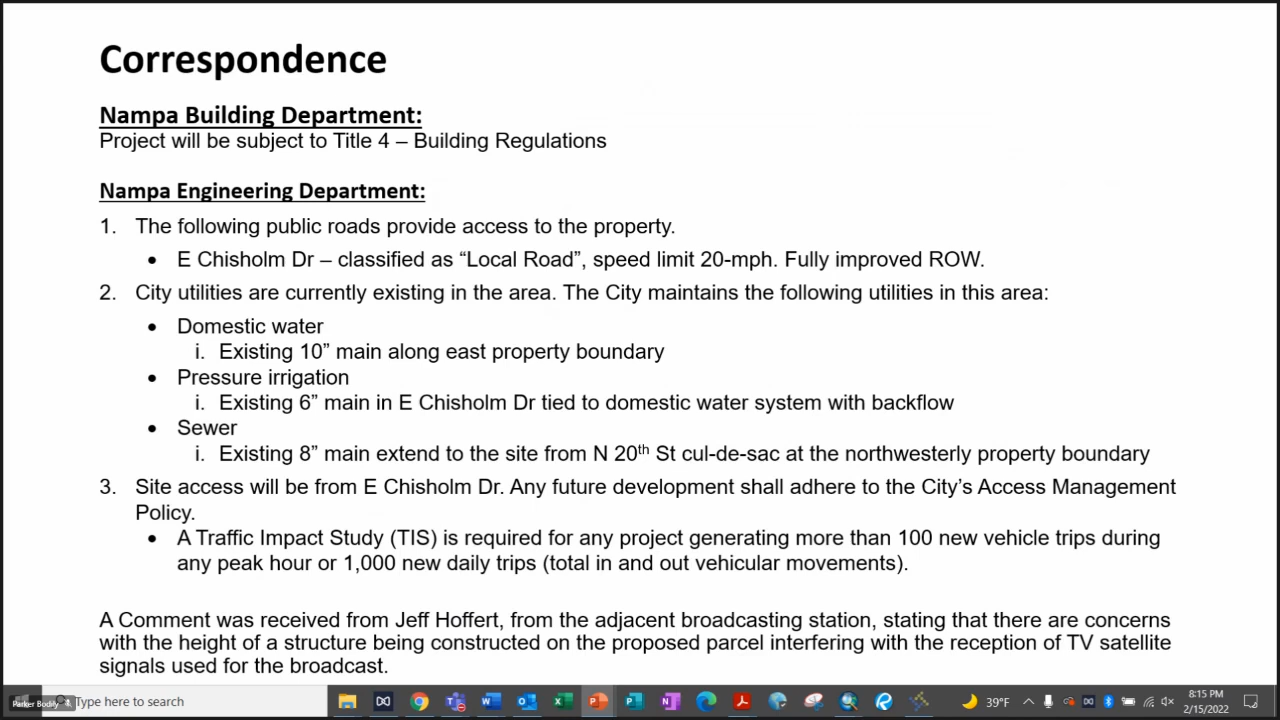 Correspondence
Nampa Building Department:
Project will be subject to Title 4 – Building Regulations
Nampa Engineering Department:
1. The following public roads provide access to the property.
• E Chisholm Dr – classified as “Local Road”, speed limit 20-mph. Fully improved ROW.
2. City utilities are currently existing in the area. The City maintains the following utilities in this area:
• Domestic water
i. Existing 10” main along east property boundary
• Pressure irrigation
i. Existing 6” main in E Chisholm Dr tied to domestic water system with backflow
• Sewer
i. Existing 8” main extend to the site from N 20th St cul-de-sac at the northwesterly property boundary
3. Site access will be from E Chisholm Dr. Any future development shall adhere to the City’s Access Management
Policy.
• A Traffic Impact Study (TIS) is required for any project generating more than 100 new vehicle trips during
any peak hour or 1,000 new daily trips (total in and out vehicular movements).
A Comment was received from Jeff Hoffert, from the adjacent broadcasting station, stating that there are concerns
with the height of a structure being constructed on the proposed parcel interfering with the reception of TV satellite
signals used for the broadcast.
Parker Bodily
Type here to search
39°F
8:15 PM
2/15/2022